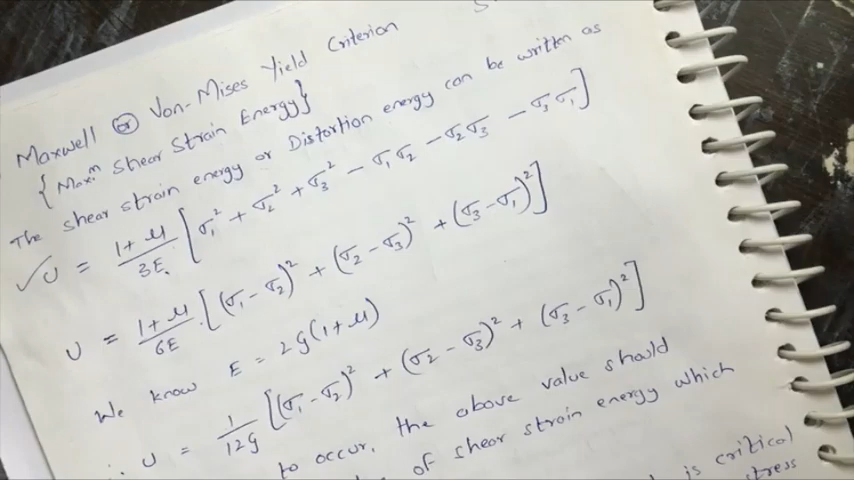 Maxwell or Von-Mises Yield Criterion
{Max.m Shear Strain Energy}
The shear strain energy or Distortion energy can be written as
✓U = (1+μ)/3E [σ₁² + σ₂² + σ₃² - σ₁σ₂ - σ₂σ₃ - σ₃σ₁]
U = (1+μ)/6E · [(σ₁-σ₂)² + (σ₂-σ₃)² + (σ₃-σ₁)²]
We know E = 2G(1+μ)
∴ U = 1/12G [(σ₁-σ₂)² + (σ₂-σ₃)² + (σ₃-σ₁)²]
to occur, the above value should
of shear strain energy which
is critical
stress